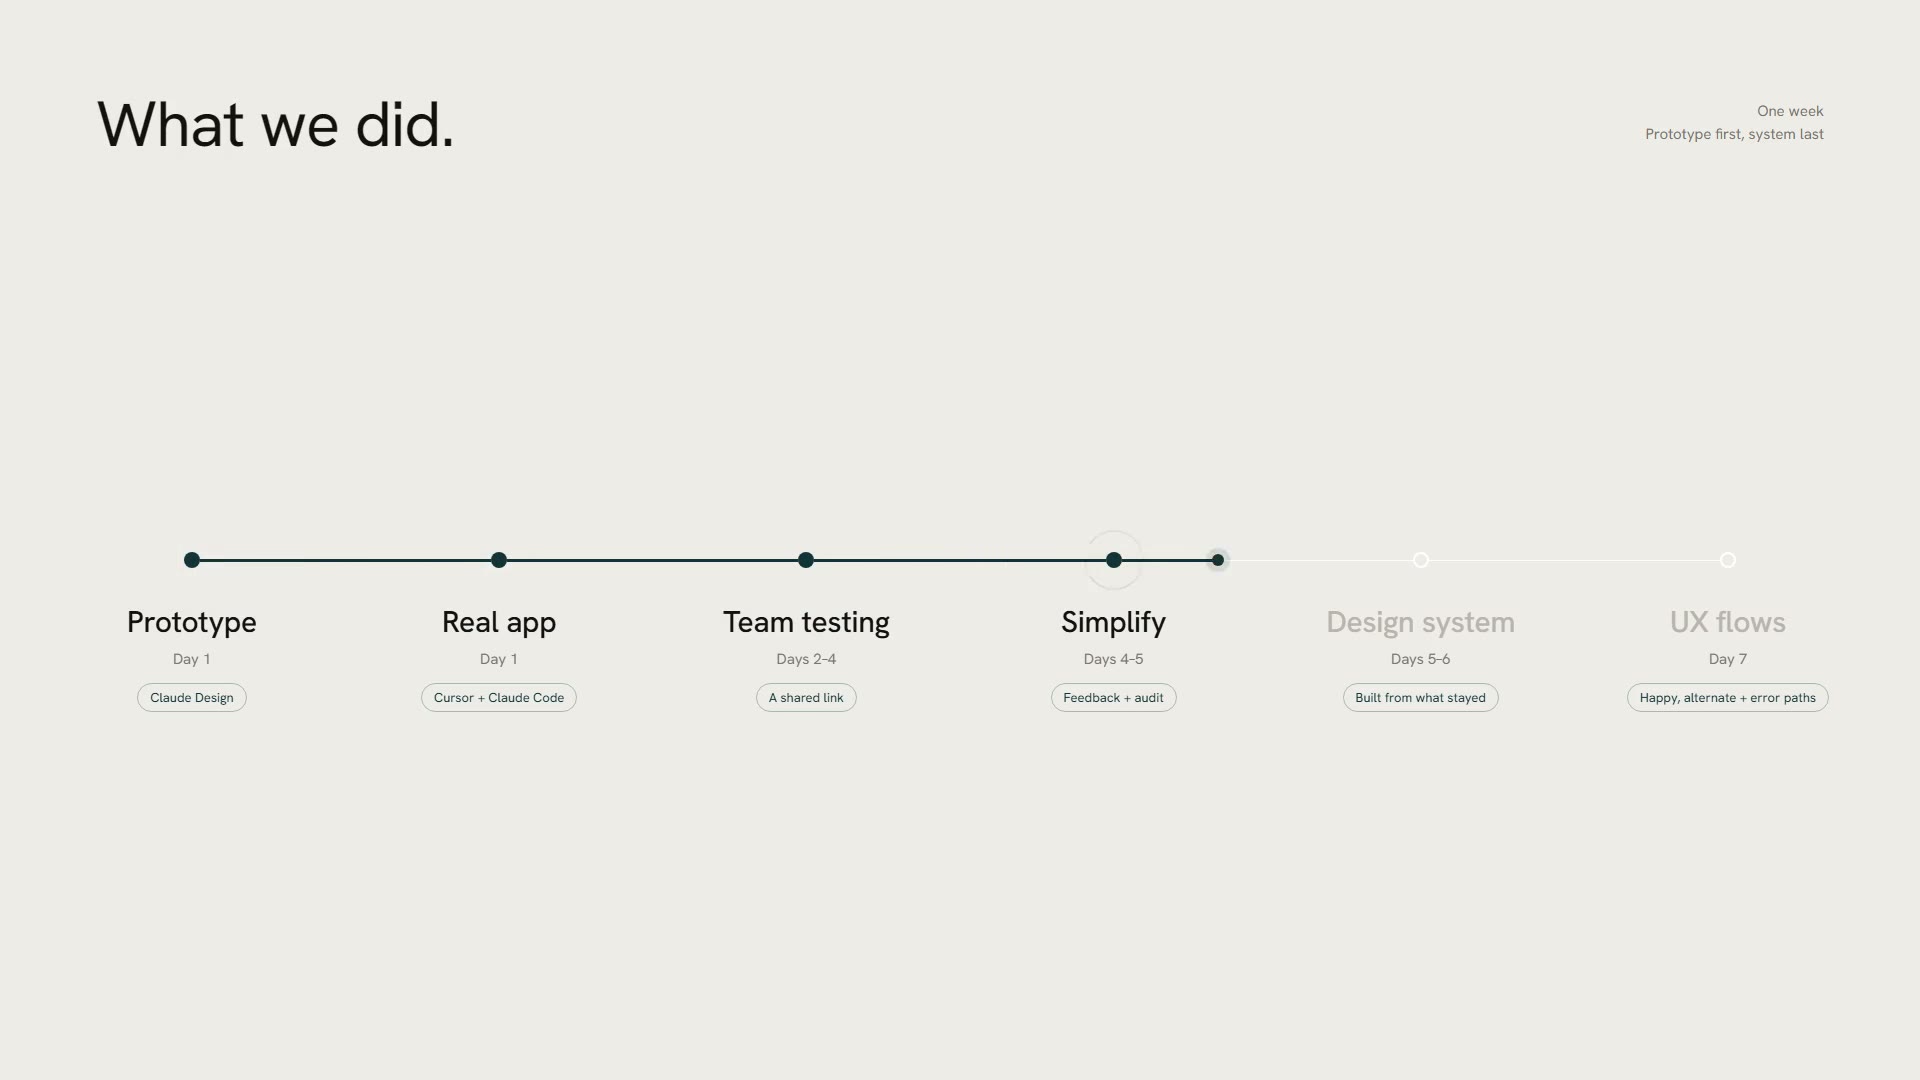 What we did.
One week
Prototype first, system last
Prototype
Day 1
Claude Design
Real app
Day 1
Cursor + Claude Code
Team testing
Days 2–4
A shared link
Simplify
Days 4–5
Feedback + audit
Design system
Days 5–6
Built from what stayed
UX flows
Day 7
Happy, alternate + error paths